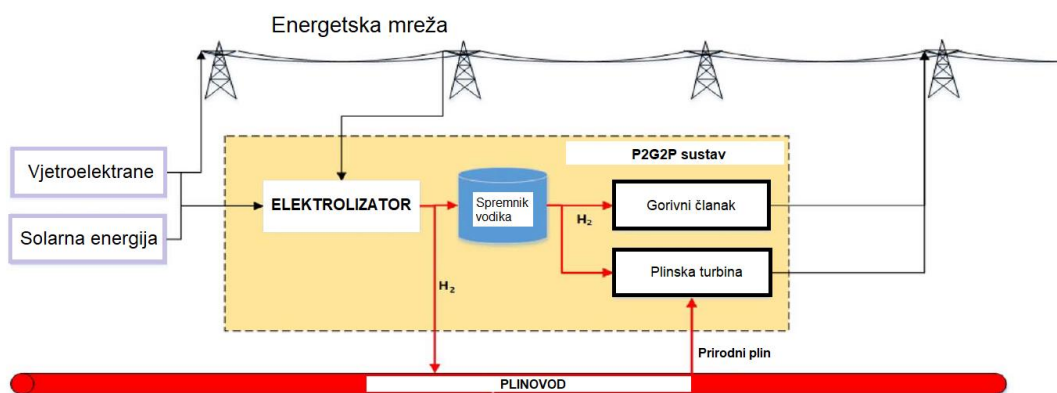 Energetska mreža
P2G2P sustav
Vjetroelektrane
ELEKTROLIZATOR
Spremnik
vodika
Gorivni članak
H₂
Solarna energija
Plinska turbina
H₂
Prirodni plin
PLINOVOD